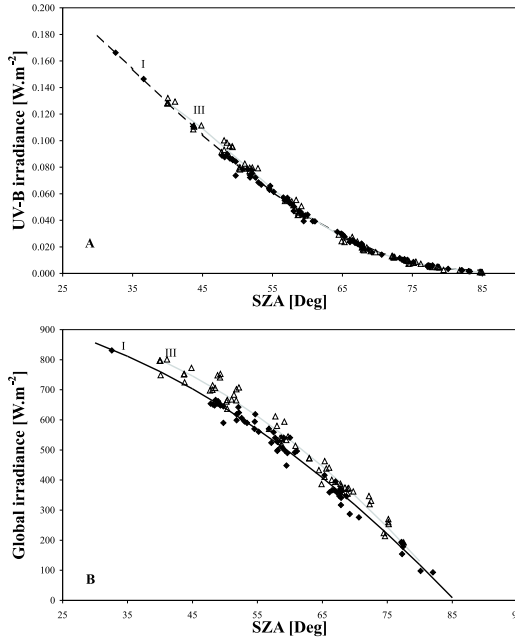 0.200
0.180
0.160
0.140
0.120
0.100
0.080
0.060
0.040
0.020
0.000
UV-B irradiance [W.m-2]
I
III
A
25 35 45 55 65 75 85 95
SZA [Deg]
900
800
700
600
500
400
300
200
100
0
Global irradiance [W.m-2]
I
III
B
25 35 45 55 65 75 85 95
SZA [Deg]